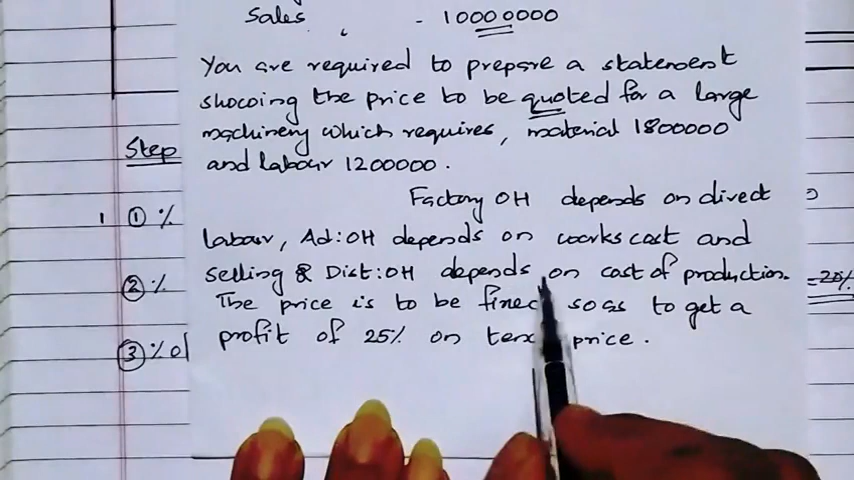 Sales - 10000000
You are required to prepare a statement
showing the price to be quoted for a large
machinery which requires, material 1800000
and labour 1200000.
Step
Factory OH depends on direct
1 ① %
labour, Ad:OH depends on works cost and
selling & Dist:OH depends on cost of production.
② %
=20%
The price is to be fixed so as to get a
profit of 25% on price.
③ % of